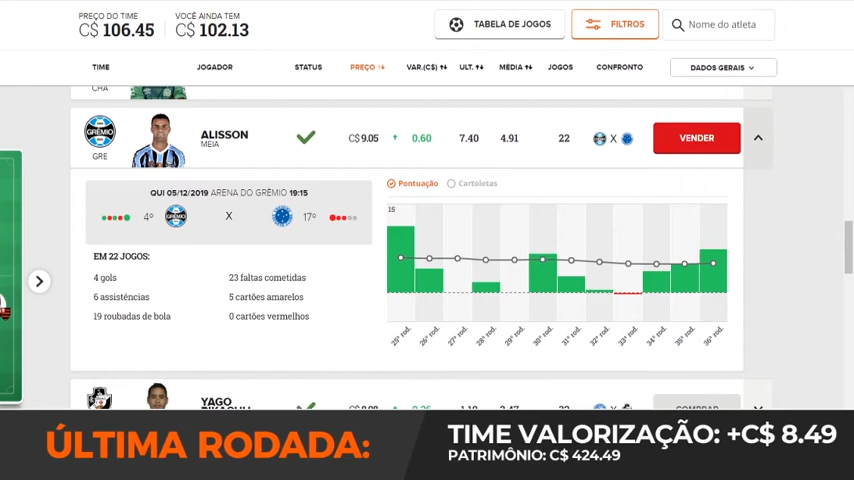 PREÇO DO TIME
C$ 106.45
VOCÊ AINDA TEM
C$ 102.13
TABELA DE JOGOS
FILTROS
Nome do atleta
TIME
JOGADOR
STATUS
PREÇO
VAR.(C$)
ULT.
MÉDIA
JOGOS
CONFRONTO
DADOS GERAIS
CHA
GRÊMIO
GRE
ALISSON
MEIA
C$ 9.05
0.60
7.40
4.91
22
X
VENDER
QUI 05/12/2019 ARENA DO GRÊMIO 19:15
4º
X
17º
EM 22 JOGOS:
4 gols
23 faltas cometidas
6 assistências
5 cartões amarelos
19 roubadas de bola
0 cartões vermelhos
Pontuação
Cartoletas
15
25ª rod.
26ª rod.
27ª rod.
28ª rod.
29ª rod.
30ª rod.
31ª rod.
32ª rod.
33ª rod.
34ª rod.
35ª rod.
36ª rod.
YAGO
ÚLTIMA RODADA:
TIME VALORIZAÇÃO: +C$ 8.49
PATRIMÔNIO: C$ 424.49